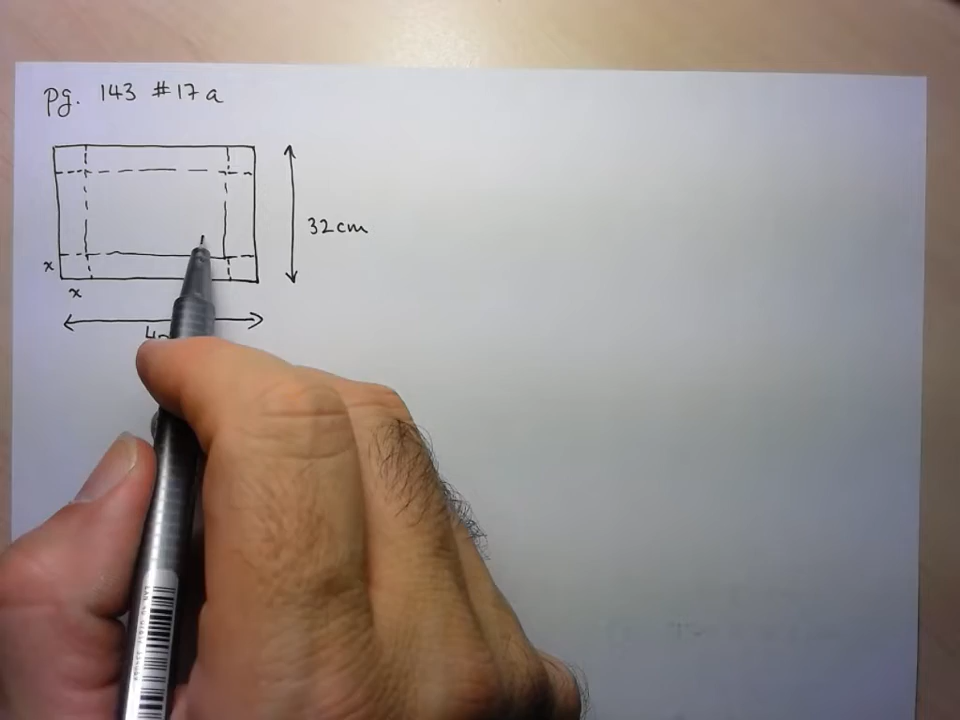 pg. 143 #17a
32cm
x
x